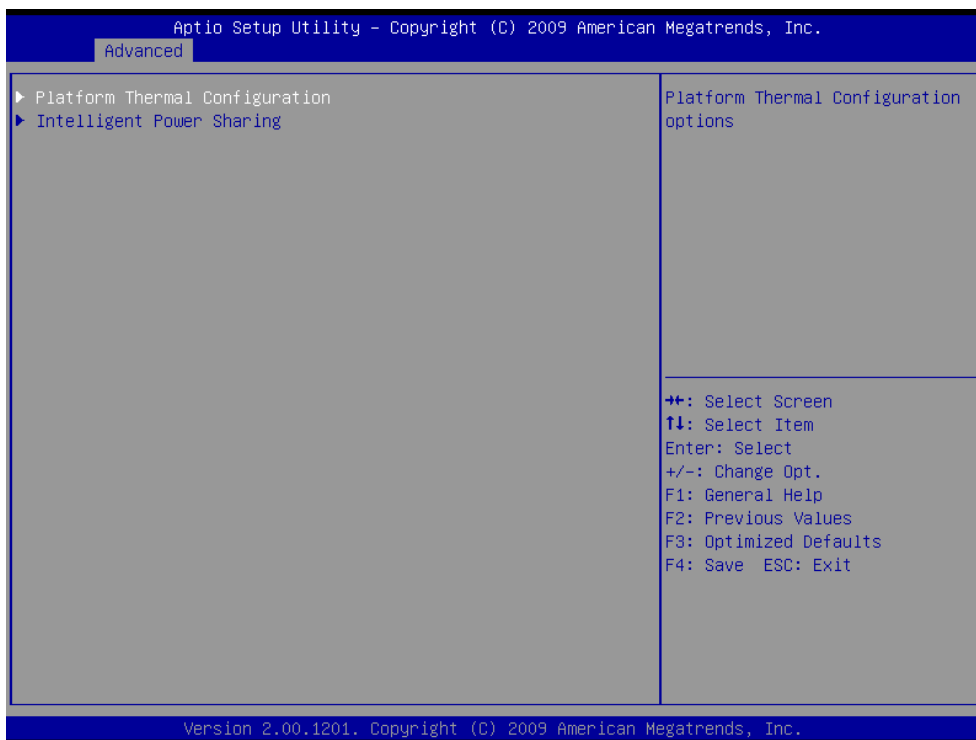 Aptio Setup Utility – Copyright (C) 2009 American Megatrends, Inc.
Advanced
▶ Platform Thermal Configuration
▶ Intelligent Power Sharing
Platform Thermal Configuration
options
→←: Select Screen
↑↓: Select Item
Enter: Select
+/-: Change Opt.
F1: General Help
F2: Previous Values
F3: Optimized Defaults
F4: Save  ESC: Exit
Version 2.00.1201. Copyright (C) 2009 American Megatrends, Inc.